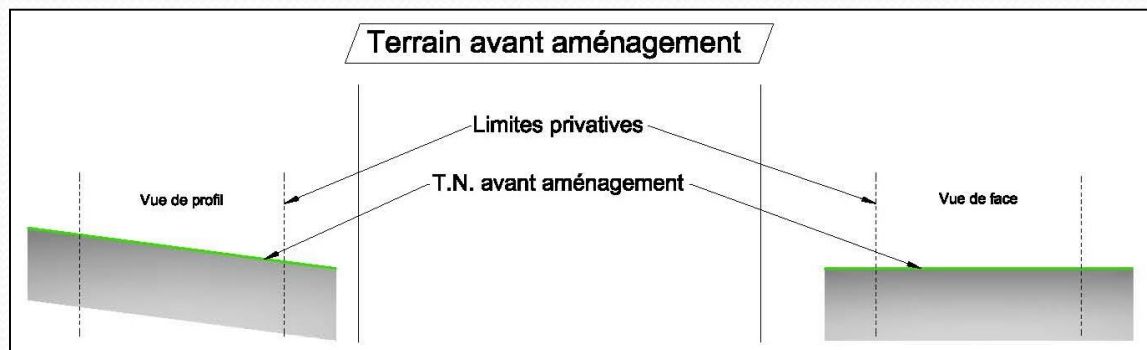 Terrain avant aménagement
Limites privatives
T.N. avant aménagement
Vue de profil
Vue de face